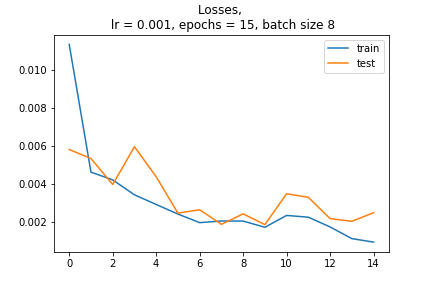 Losses,
lr = 0.001, epochs = 15, batch size 8
train
test
0.010
0.008
0.006
0.004
0.002
0 2 4 6 8 10 12 14